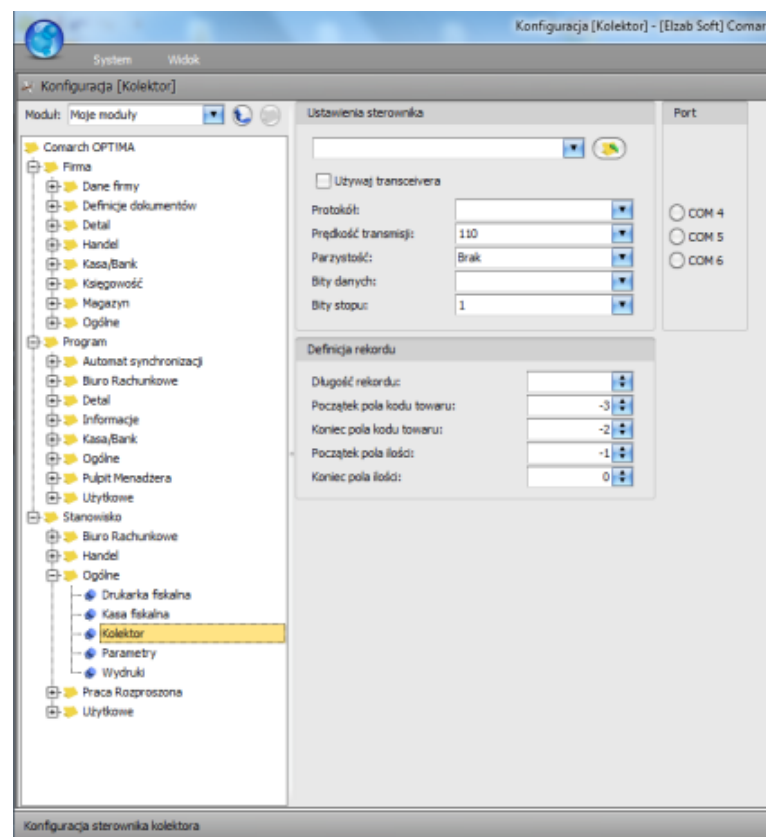 Konfiguracja [Kolektor] - [Elzab Soft] Comar
System Widok
Konfiguracja [Kolektor]
Moduł: Moje moduły
Comarch OPTIMA
Firma
Dane firmy
Definicje dokumentów
Detal
Handel
Kasa/Bank
Księgowość
Magazyn
Ogólne
Program
Automat synchronizacji
Biuro Rachunkowe
Detal
Informacje
Kasa/Bank
Ogólne
Pulpit Menadżera
Użytkowe
Stanowisko
Biuro Rachunkowe
Handel
Ogólne
Drukarka fiskalna
Kasa fiskalna
Kolektor
Parametry
Wydruki
Praca Rozproszona
Użytkowe
Ustawienia sterownika
Używaj transceivera
Protokół:
Prędkość transmisji: 110
Parzystość: Brak
Bity danych:
Bity stopu: 1
Port
COM 4
COM 5
COM 6
Definicja rekordu
Długość rekordu:
Początek pola kodu towaru: -3
Koniec pola kodu towaru: -2
Początek pola ilości: -1
Koniec pola ilości: 0
Konfiguracja sterownika kolektora